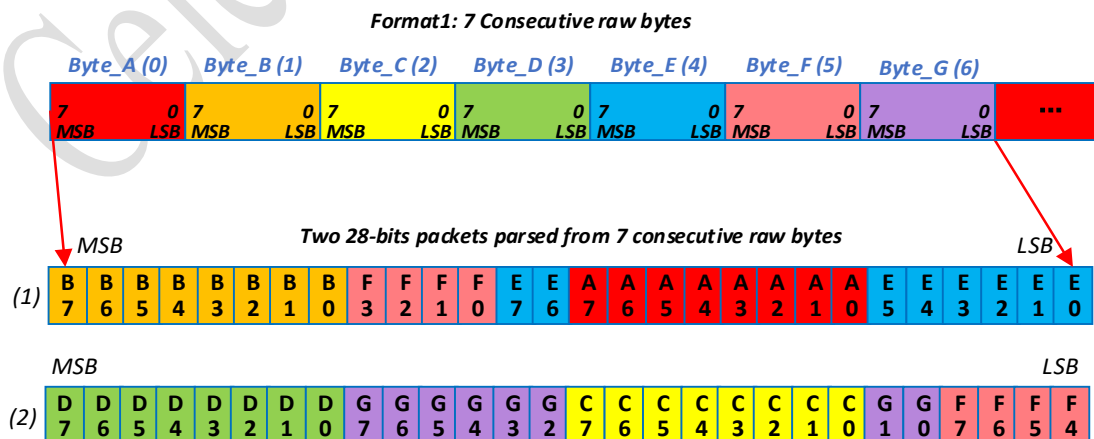 Format1: 7 Consecutive raw bytes
Byte_A (0) Byte_B (1) Byte_C (2) Byte_D (3) Byte_E (4) Byte_F (5) Byte_G (6)
7 0 7 0 7 0 7 0 7 0 7 0 7 0 ...
MSB LSB MSB LSB MSB LSB MSB LSB MSB LSB MSB LSB MSB LSB
MSB Two 28-bits packets parsed from 7 consecutive raw bytes LSB
B B B B B B B B F F F F E E A A A A A A A A E E E E E E
(1) 7 6 5 4 3 2 1 0 3 2 1 0 7 6 7 6 5 4 3 2 1 0 5 4 3 2 1 0
MSB LSB
D D D D D D D D G G G G G G C C C C C C C C G G F F F F
(2) 7 6 5 4 3 2 1 0 7 6 5 4 3 2 7 6 5 4 3 2 1 0 1 0 7 6 5 4